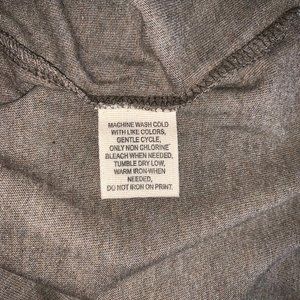 MACHINE WASH COLD
WITH LIKE COLORS,
GENTLE CYCLE,
ONLY NON CHLORINE
BLEACH WHEN NEEDED,
TUMBLE DRY LOW,
WARM IRON WHEN
NEEDED,
DO NOT IRON ON PRINT.